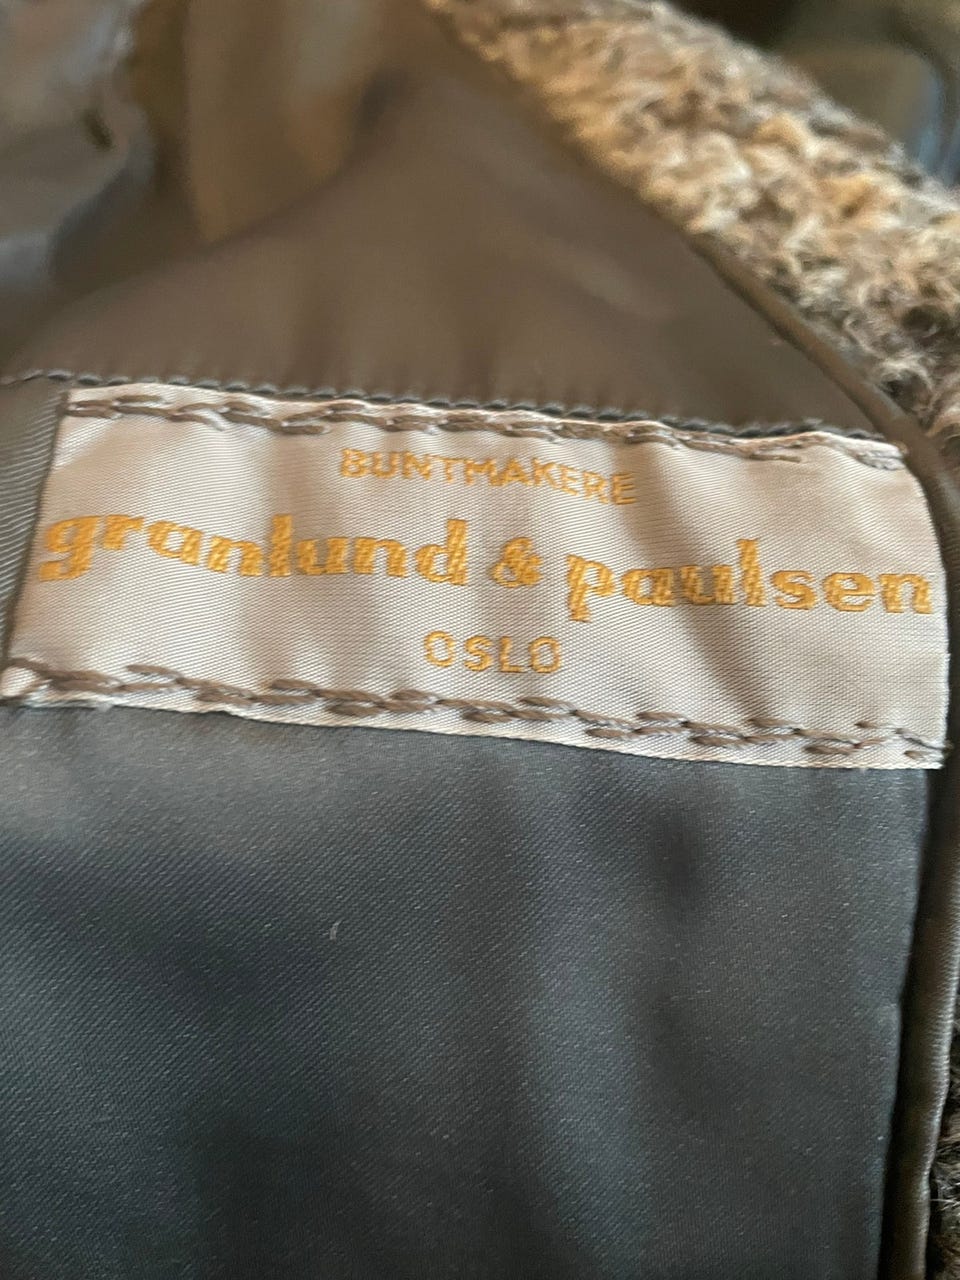 BUNTMAKERE
granlund & paulsen
OSLO